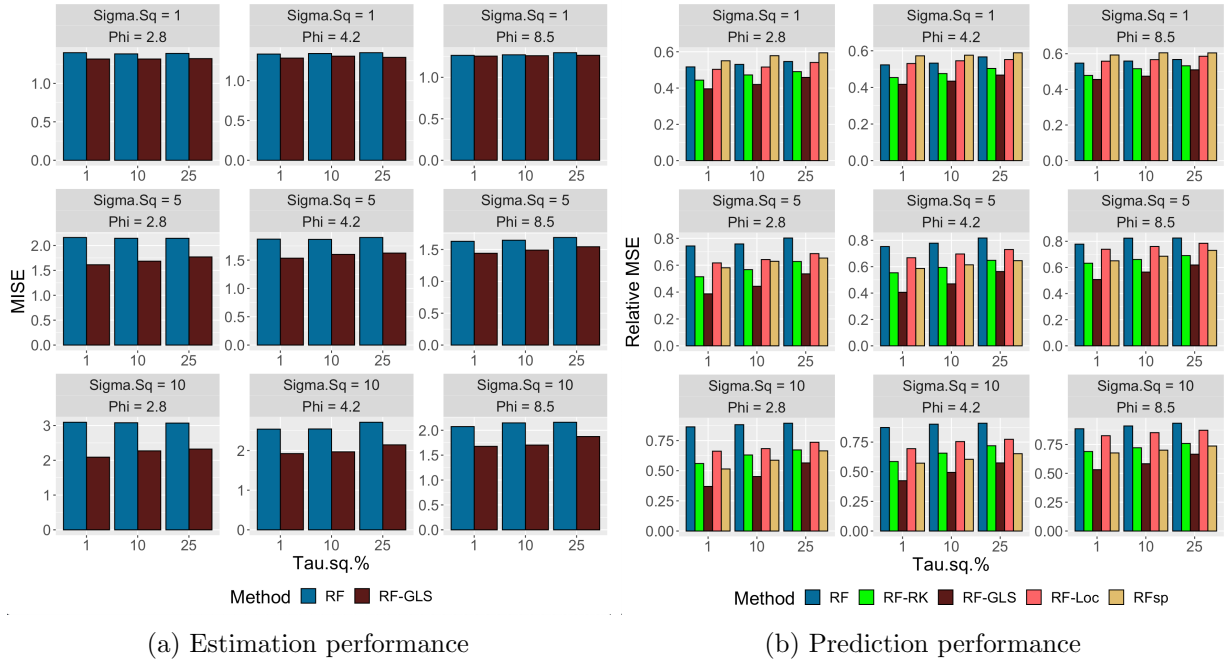 Sigma.Sq = 1
Sigma.Sq = 1
Sigma.Sq = 1
Phi = 2.8
Phi = 4.2
Phi = 8.5
1.0
0.5
0.0
1.0
0.5
0.0
1.0
0.5
0.0
1 10 25
1 10 25
1 10 25
Sigma.Sq = 5
Sigma.Sq = 5
Sigma.Sq = 5
Phi = 2.8
Phi = 4.2
Phi = 8.5
2.0
1.5
1.0
0.5
0.0
1.5
1.0
0.5
0.0
1.5
1.0
0.5
0.0
1 10 25
1 10 25
1 10 25
Sigma.Sq = 10
Sigma.Sq = 10
Sigma.Sq = 10
Phi = 2.8
Phi = 4.2
Phi = 8.5
3
2
1
0
2
1
0
2.0
1.5
1.0
0.5
0.0
1 10 25
1 10 25
1 10 25
MISE
Tau.sq.%
Method RF RF-GLS
(a) Estimation performance
Sigma.Sq = 1
Sigma.Sq = 1
Sigma.Sq = 1
Phi = 2.8
Phi = 4.2
Phi = 8.5
0.6
0.4
0.2
0.0
0.6
0.4
0.2
0.0
0.6
0.4
0.2
0.0
1 10 25
1 10 25
1 10 25
Sigma.Sq = 5
Sigma.Sq = 5
Sigma.Sq = 5
Phi = 2.8
Phi = 4.2
Phi = 8.5
0.8
0.6
0.4
0.2
0.0
0.8
0.6
0.4
0.2
0.0
0.8
0.6
0.4
0.2
0.0
1 10 25
1 10 25
1 10 25
Sigma.Sq = 10
Sigma.Sq = 10
Sigma.Sq = 10
Phi = 2.8
Phi = 4.2
Phi = 8.5
0.75
0.50
0.25
0.00
0.75
0.50
0.25
0.00
0.75
0.50
0.25
0.00
1 10 25
1 10 25
1 10 25
Relative MSE
Tau.sq.%
Method RF RF-RK RF-GLS RF-Loc RFsp
(b) Prediction performance